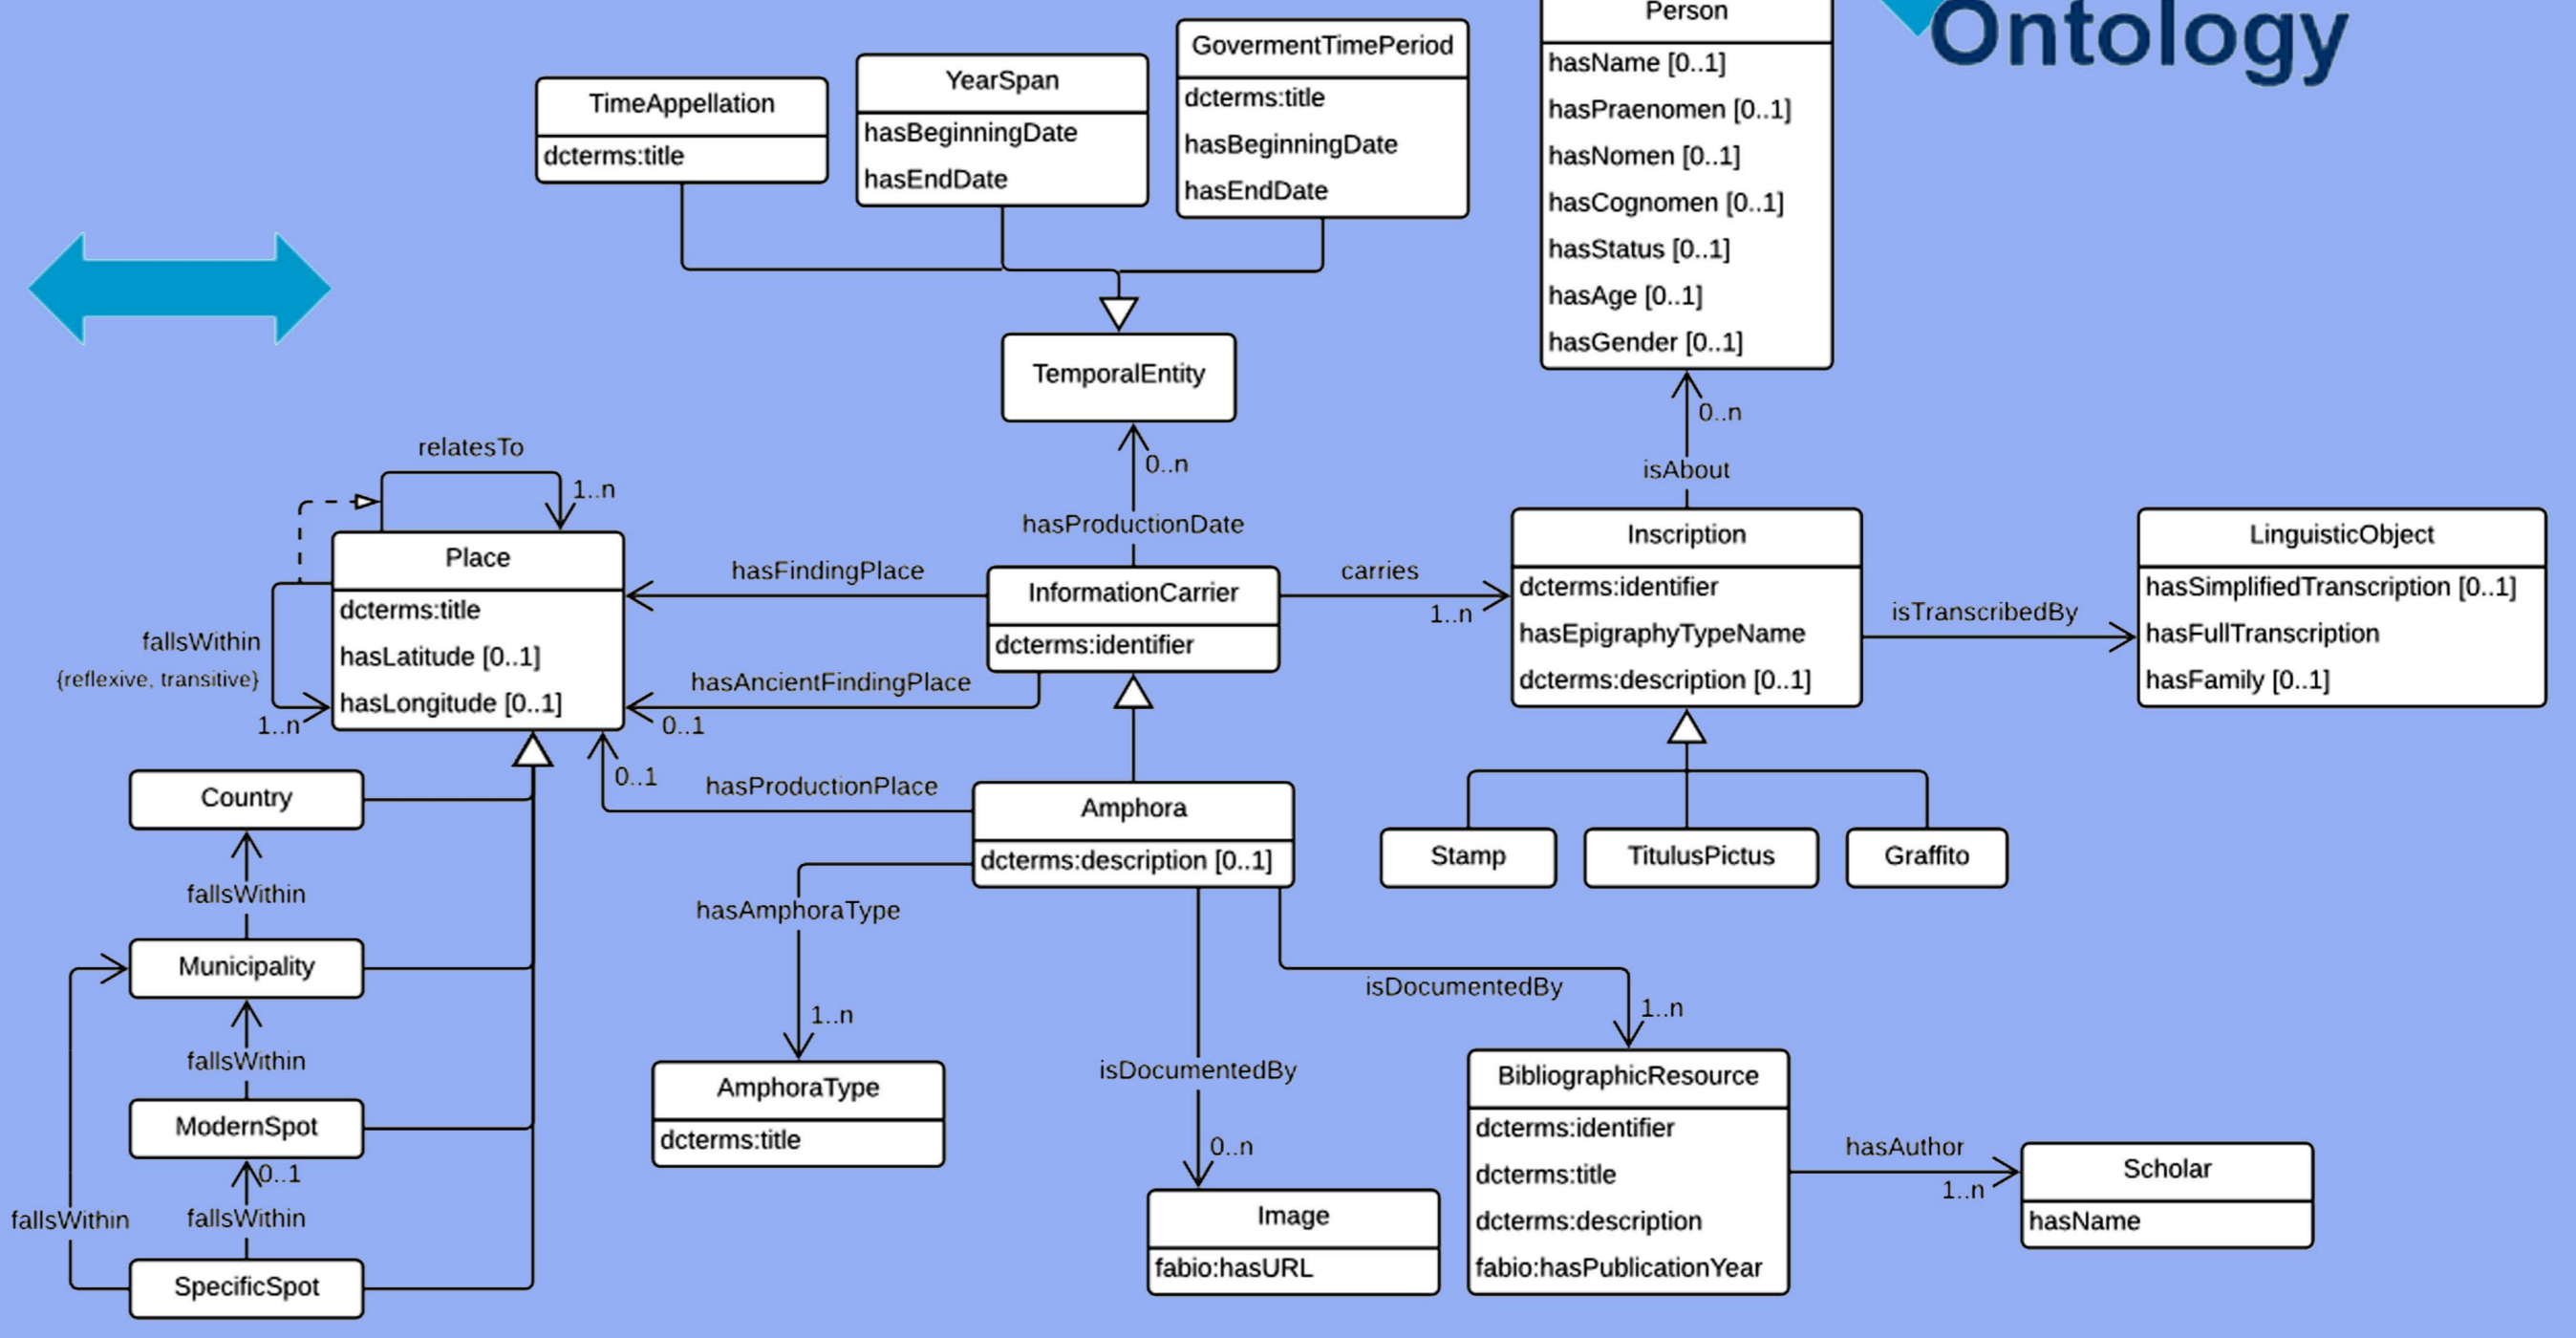 Ontology
Person
hasName [0..1]
hasPraenomen [0..1]
hasNomen [0..1]
hasCognomen [0..1]
hasStatus [0..1]
hasAge [0..1]
hasGender [0..1]
GovermentTimePeriod
dcterms:title
hasBeginningDate
hasEndDate
YearSpan
hasBeginningDate
hasEndDate
TimeAppellation
dcterms:title
TemporalEntity
0..n
hasProductionDate
0..n
isAbout
relatesTo
1..n
Place
dcterms:title
hasLatitude [0..1]
hasLongitude [0..1]
fallsWithin
{reflexive, transitive}
1..n
hasFindingPlace
hasAncientFindingPlace
0..1
InformationCarrier
dcterms:identifier
carries
1..n
Inscription
dcterms:identifier
hasEpigraphyTypeName
dcterms:description [0..1]
isTranscribedBy
LinguisticObject
hasSimplifiedTranscription [0..1]
hasFullTranscription
hasFamily [0..1]
0..1
hasProductionPlace
Amphora
dcterms:description [0..1]
Stamp
TitulusPictus
Graffito
Country
fallsWithin
Municipality
fallsWithin
ModernSpot
0..1
fallsWithin
fallsWithin
SpecificSpot
hasAmphoraType
1..n
AmphoraType
dcterms:title
isDocumentedBy
0..n
Image
fabio:hasURL
isDocumentedBy
1..n
BibliographicResource
dcterms:identifier
dcterms:title
dcterms:description
fabio:hasPublicationYear
hasAuthor
1..n
Scholar
hasName